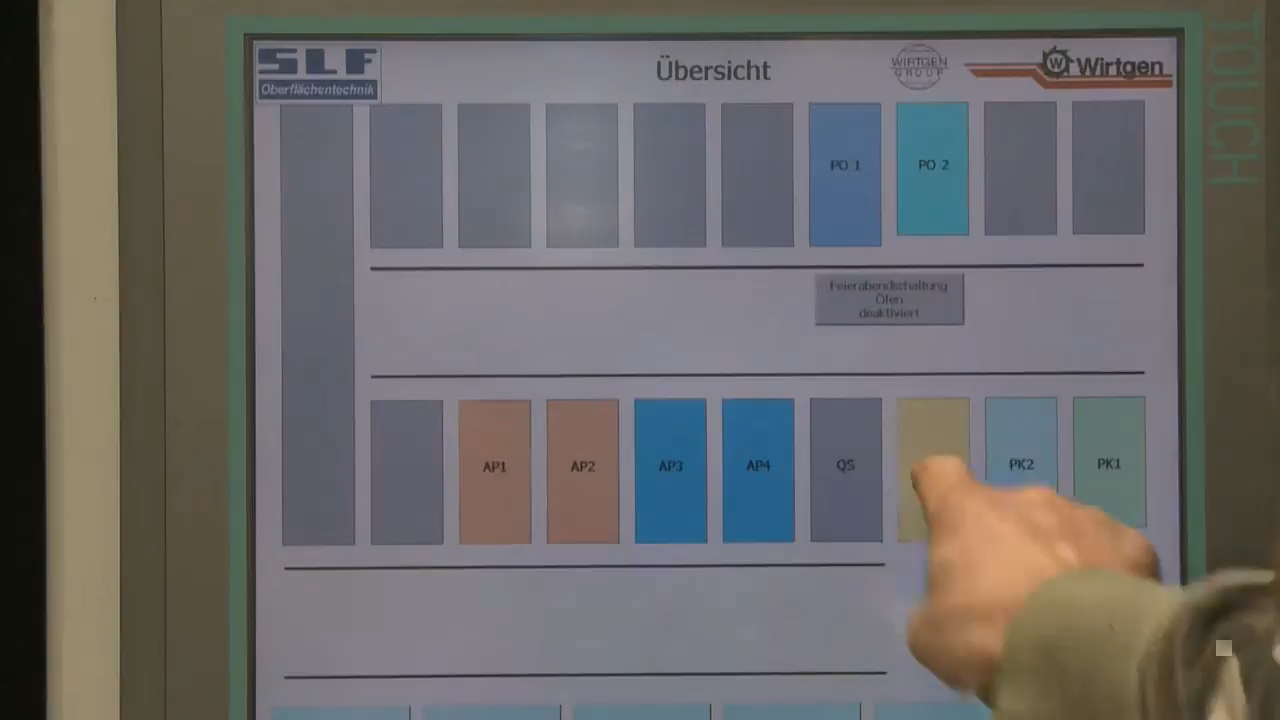 SLF
Oberflächentechnik
Übersicht
WIRTGEN
GROUP
W
Wirtgen
TOUCH
PO 1
PO 2
Feierabendschaltung
Öfen
deaktiviert
AP1
AP2
AP3
AP4
QS
PK2
PK1